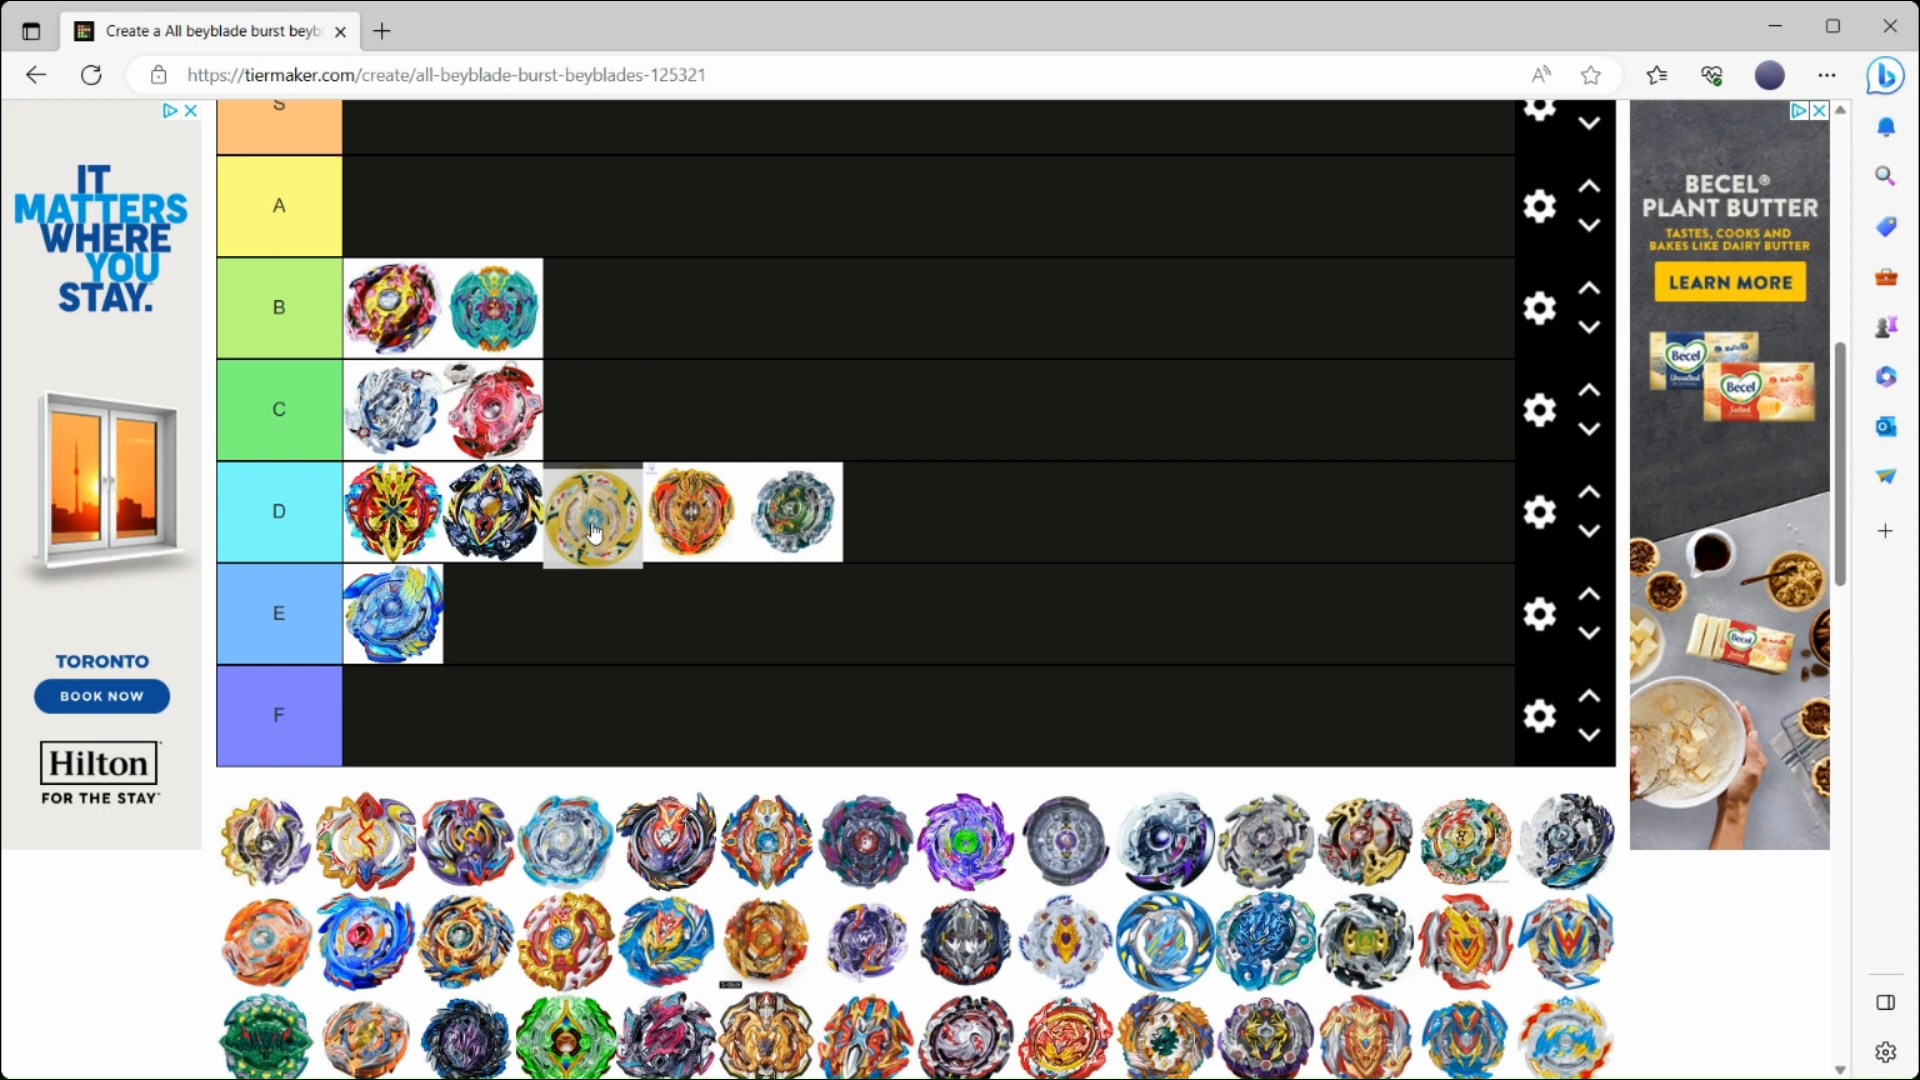 Create a All beyblade burst beyb
https://tiermaker.com/create/all-beyblade-burst-beyblades-125321
S
A
B
C
D
E
F
IT
MATTERS
WHERE
YOU
STAY.
TORONTO
BOOK NOW
Hilton
FOR THE STAY
BECEL®
PLANT BUTTER
TASTES, COOKS AND
BAKES LIKE DAIRY BUTTER
LEARN MORE
Becel
Becel
Becel